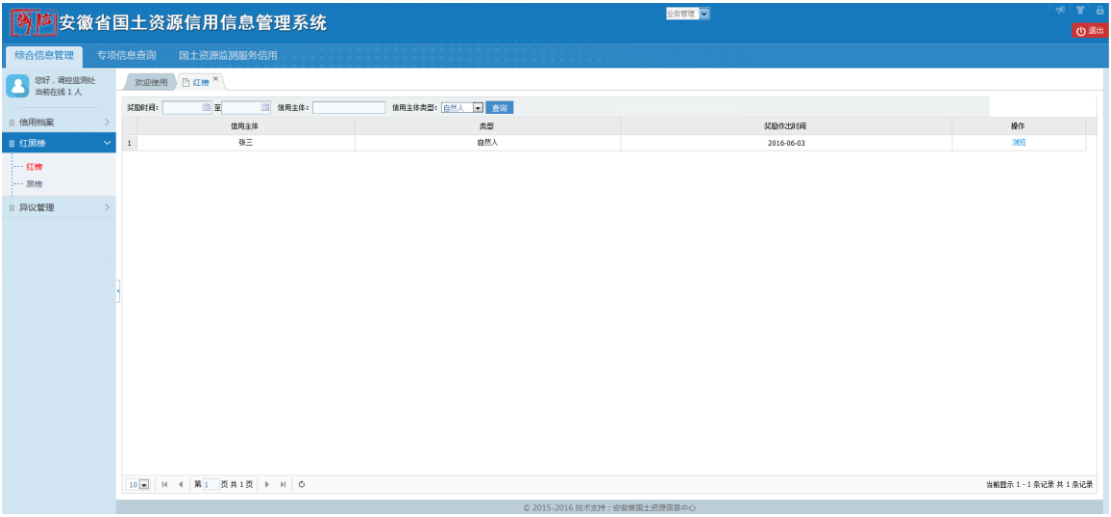 诚信 安徽省国土资源信用信息管理系统 业务管理
退出
综合信息管理 专项信息查询 国土资源监测服务信用
您好，调控监测处
当前在线 1 人
欢迎使用 红榜
奖励时间： 至 信用主体： 信用主体类型： 自然人 查询
信用档案
信用主体 类型 奖励作出时间 操作
红黑榜
1 张三 自然人 2016-06-03 浏览
红榜
黑榜
异议管理
10 第 1 页 共 1 页 当前显示 1 - 1 条记录 共 1 条记录
© 2015-2016 技术支持：安徽省国土资源信息中心